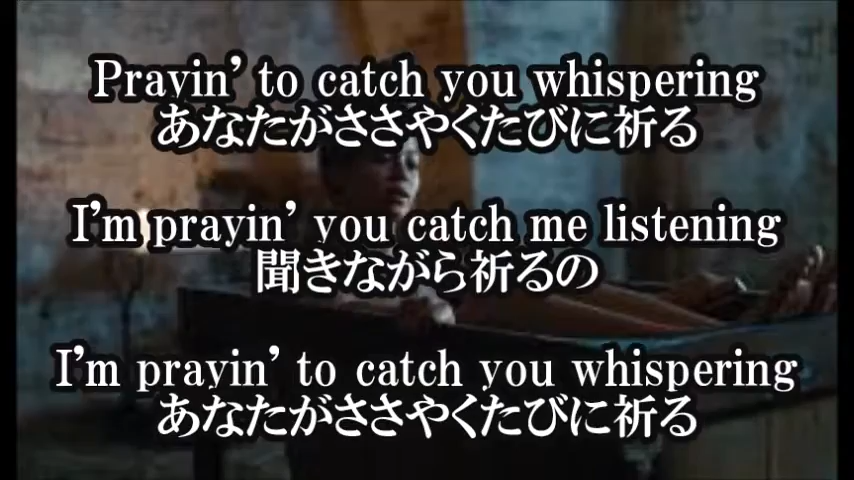 Prayin' to catch you whispering
あなたがささやくたびに祈る
I'm prayin' you catch me listening
聞きながら祈るの
I'm prayin' to catch you whispering
あなたがささやくたびに祈る